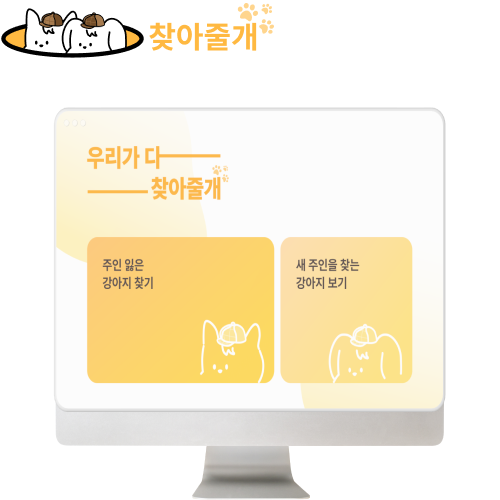 찾아줄개
우리가 다
찾아줄개
주인 잃은
강아지 찾기
새 주인을 찾는
강아지 보기